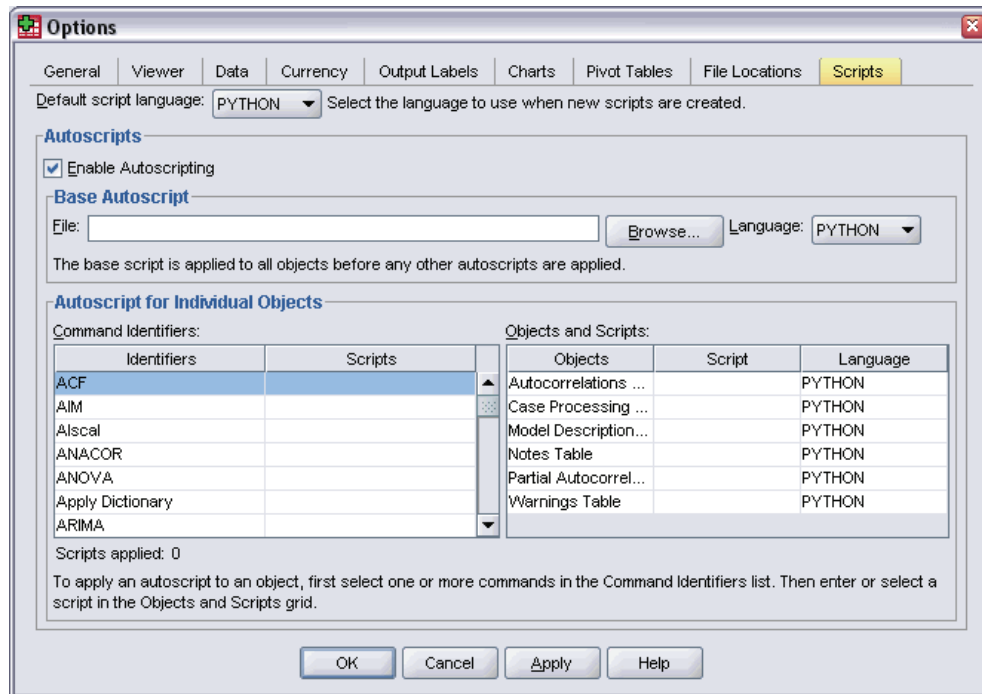 Options
General Viewer Data Currency Output Labels Charts Pivot Tables File Locations Scripts
Default script language: PYTHON Select the language to use when new scripts are created.
Autoscripts
Enable Autoscripting
Base Autoscript
File: Browse... Language: PYTHON
The base script is applied to all objects before any other autoscripts are applied.
Autoscript for Individual Objects
Command Identifiers: Objects and Scripts:
Identifiers Scripts Objects Script Language
ACF Autocorrelations ... PYTHON
AIM Case Processing ... PYTHON
Alscal Model Description... PYTHON
ANACOR Notes Table PYTHON
ANOVA Partial Autocorrel... PYTHON
Apply Dictionary Warnings Table PYTHON
ARIMA
Scripts applied: 0
To apply an autoscript to an object, first select one or more commands in the Command Identifiers list. Then enter or select a
script in the Objects and Scripts grid.
OK Cancel Apply Help